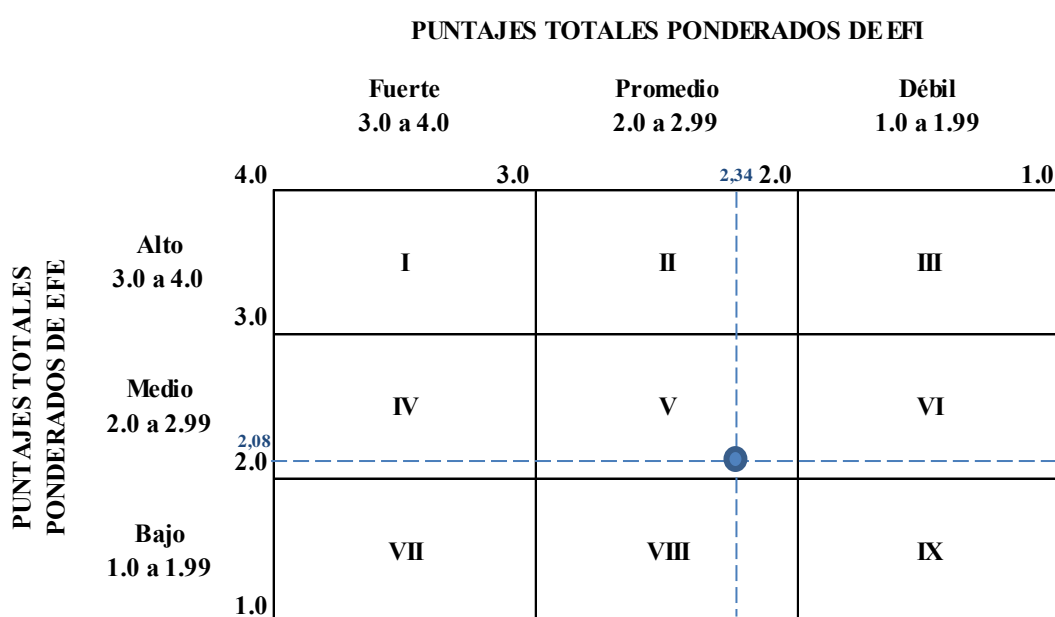 PUNTAJES TOTALES PONDERADOS DE EFI
Fuerte
3.0 a 4.0
Promedio
2.0 a 2.99
Débil
1.0 a 1.99
4.0
3.0
2,34
2.0
1.0
PUNTAJES TOTALES
PONDERADOS DE EFE
Alto
3.0 a 4.0
I
II
III
3.0
Medio
2.0 a 2.99
IV
V
VI
2,08
2.0
Bajo
1.0 a 1.99
VII
VIII
IX
1.0